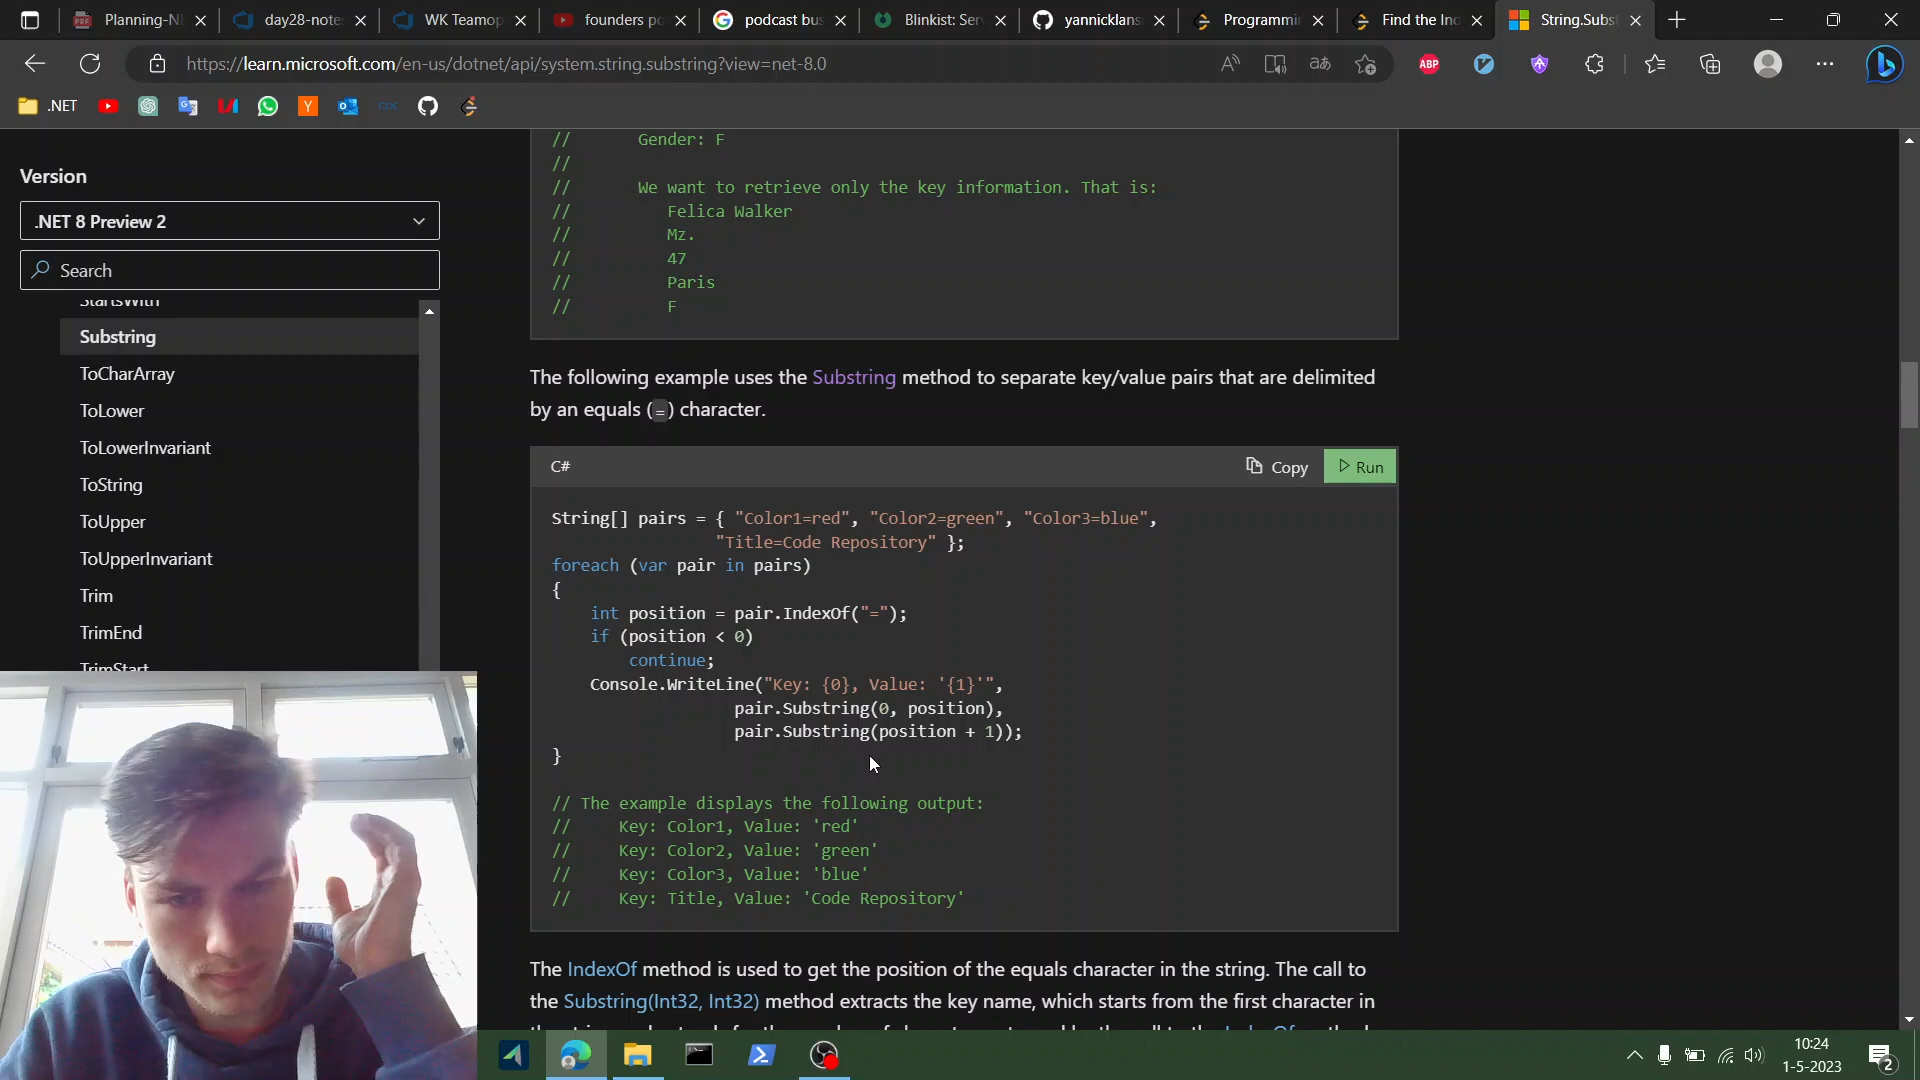 Planning-N
day28-notes
WK Teamop
founders po
podcast bus
Blinkist: Ser
yannicklans
Programmi
Find the Inc
String.Subst
https://learn.microsoft.com/en-us/dotnet/api/system.string.substring?view=net-8.0
ABP
.NET
Version
.NET 8 Preview 2
Search
StartsWith
Substring
ToCharArray
ToLower
ToLowerInvariant
ToString
ToUpper
ToUpperInvariant
Trim
TrimEnd
TrimStart
// Gender: F
//
// We want to retrieve only the key information. That is:
// Felica Walker
// Mz.
// 47
// Paris
// F
The following example uses the Substring method to separate key/value pairs that are delimited
by an equals (=) character.
C#
Copy
Run
String[] pairs = { "Color1=red", "Color2=green", "Color3=blue",
"Title=Code Repository" };
foreach (var pair in pairs)
{
int position = pair.IndexOf("=");
if (position < 0)
continue;
Console.WriteLine("Key: {0}, Value: '{1}'",
pair.Substring(0, position),
pair.Substring(position + 1));
}
// The example displays the following output:
// Key: Color1, Value: 'red'
// Key: Color2, Value: 'green'
// Key: Color3, Value: 'blue'
// Key: Title, Value: 'Code Repository'
The IndexOf method is used to get the position of the equals character in the string. The call to
the Substring(Int32, Int32) method extracts the key name, which starts from the first character in
10:24
1-5-2023
2